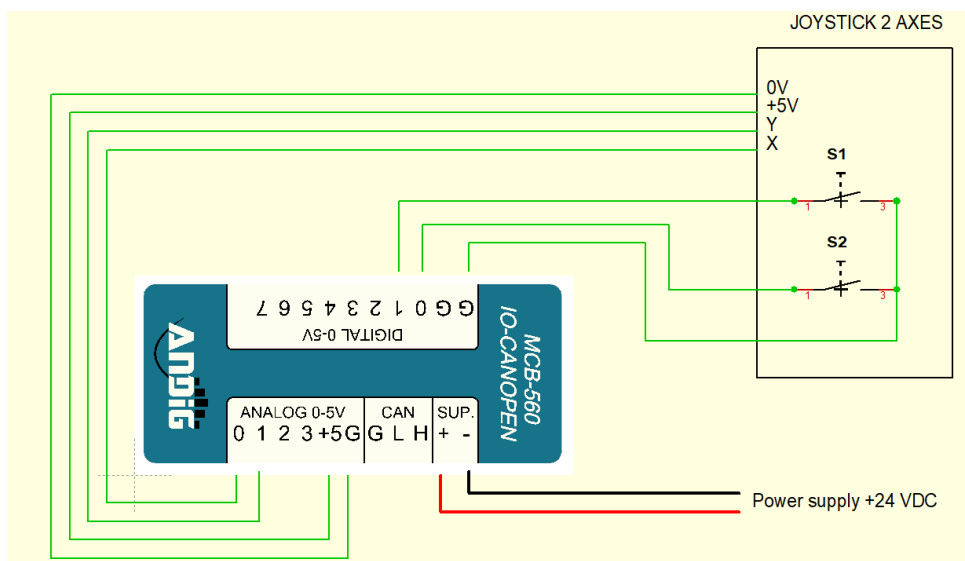 JOYSTICK 2 AXES
0V
+5V
Y
X
S1
1 3
S2
1 3
7 6 5 4 3 2 1 0 G G
DIGITAL 0-5V
ANDIG
MCB-560
IO-CANOPEN
ANALOG 0-5V CAN SUP.
0 1 2 3 +5 G G L H + -
Power supply +24 VDC